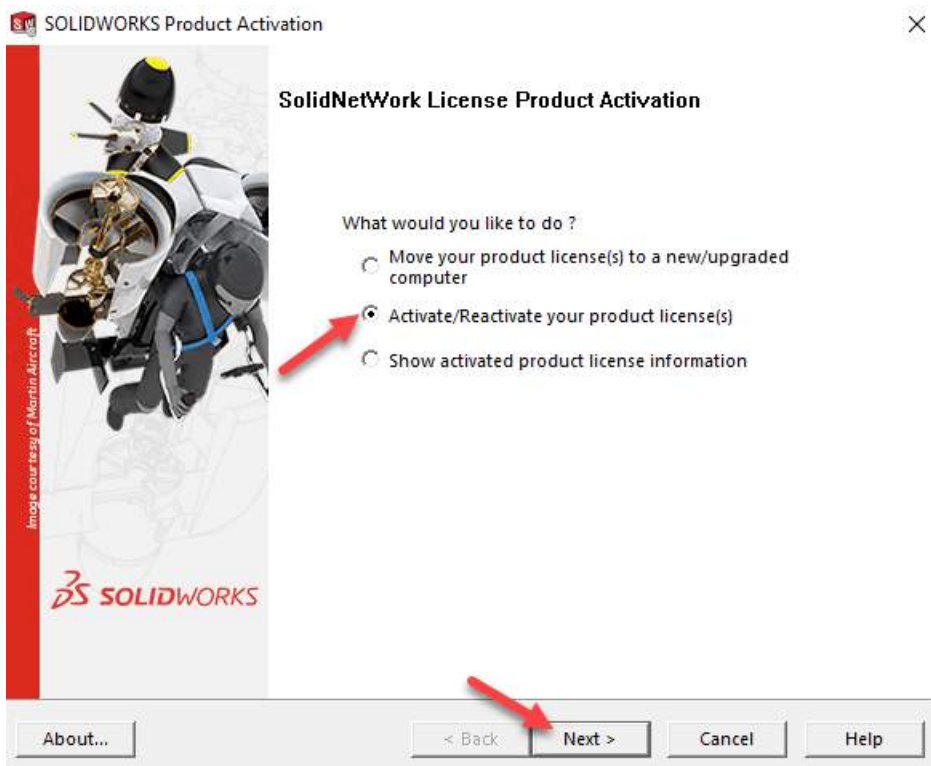 SOLIDWORKS Product Activation
SolidNetWork License Product Activation
What would you like to do ?
Move your product license(s) to a new/upgraded
computer
Activate/Reactivate your product license(s)
Show activated product license information
Image courtesy of Martin Aircraft
SOLIDWORKS
About...
< Back
Next >
Cancel
Help